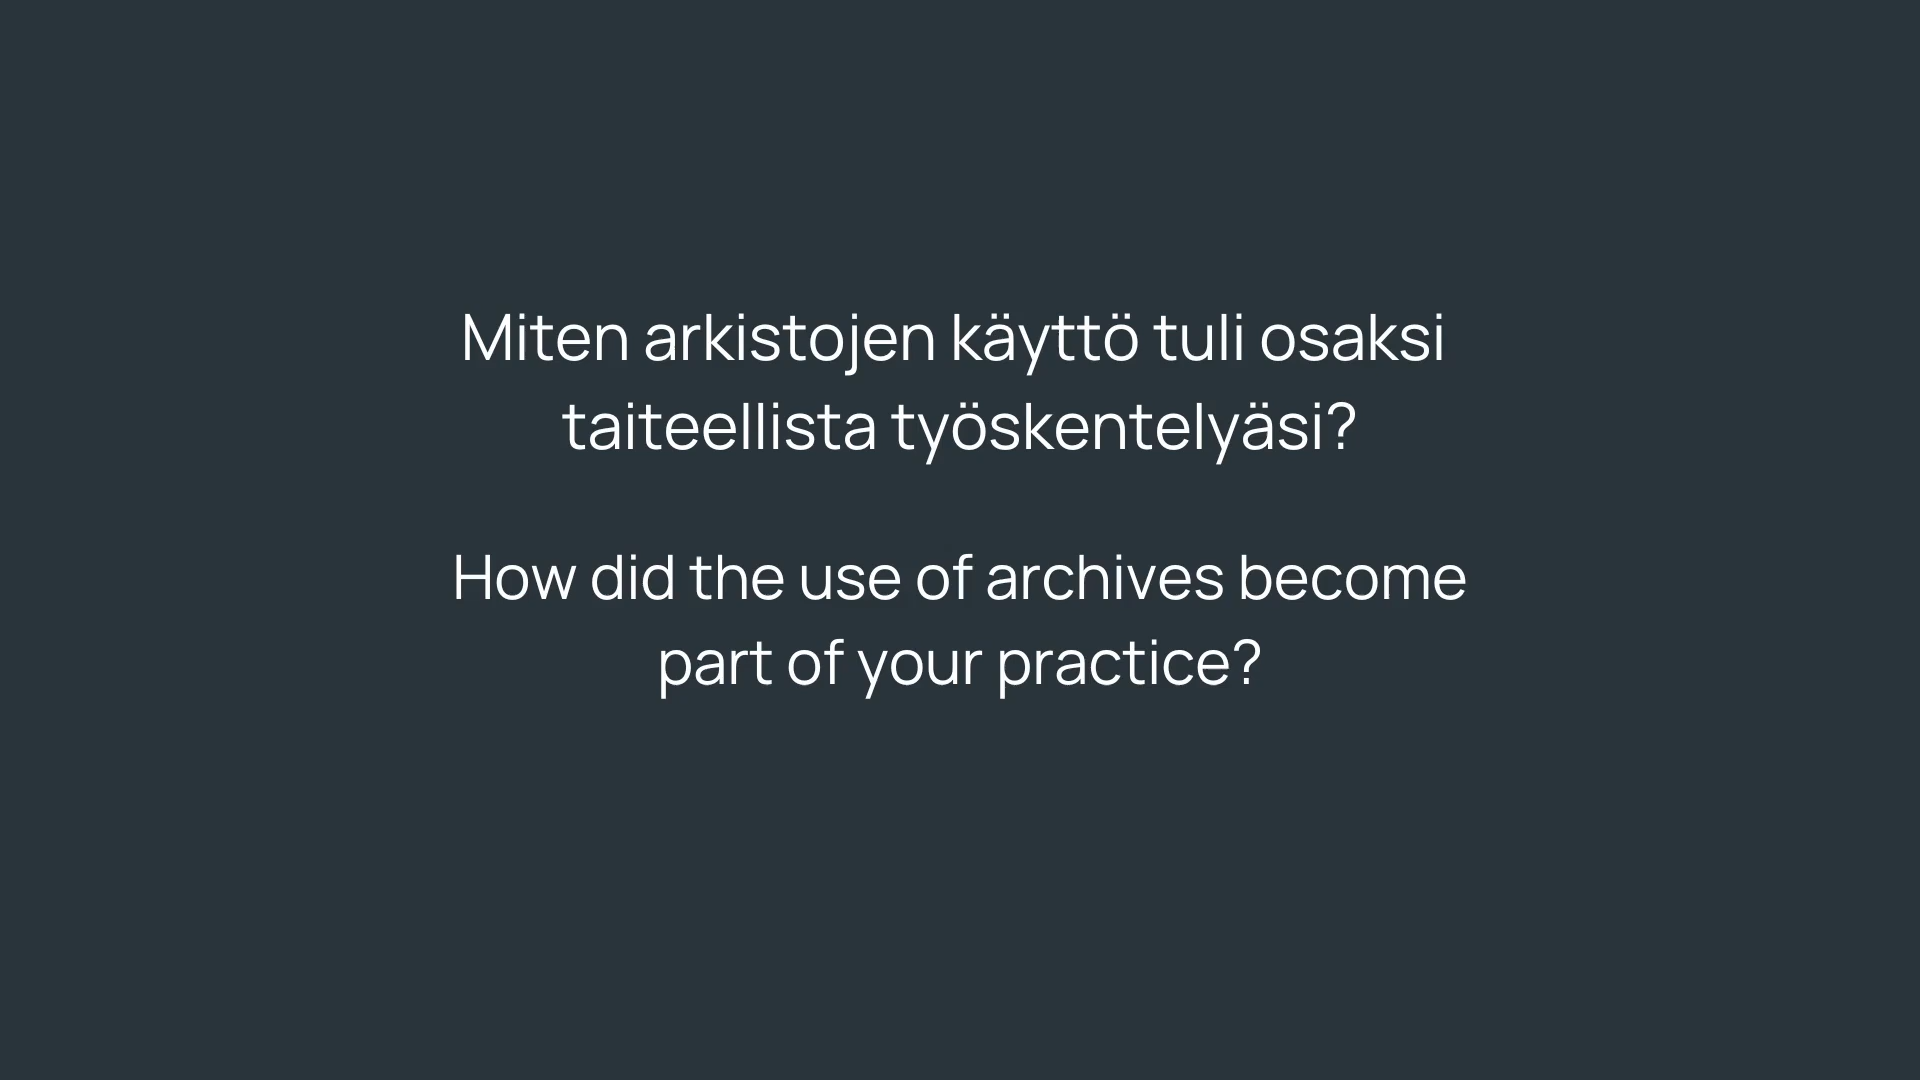 Miten arkistojen käyttö tuli osaksi
taiteellista työskentelyäsi?
How did the use of archives become
part of your practice?